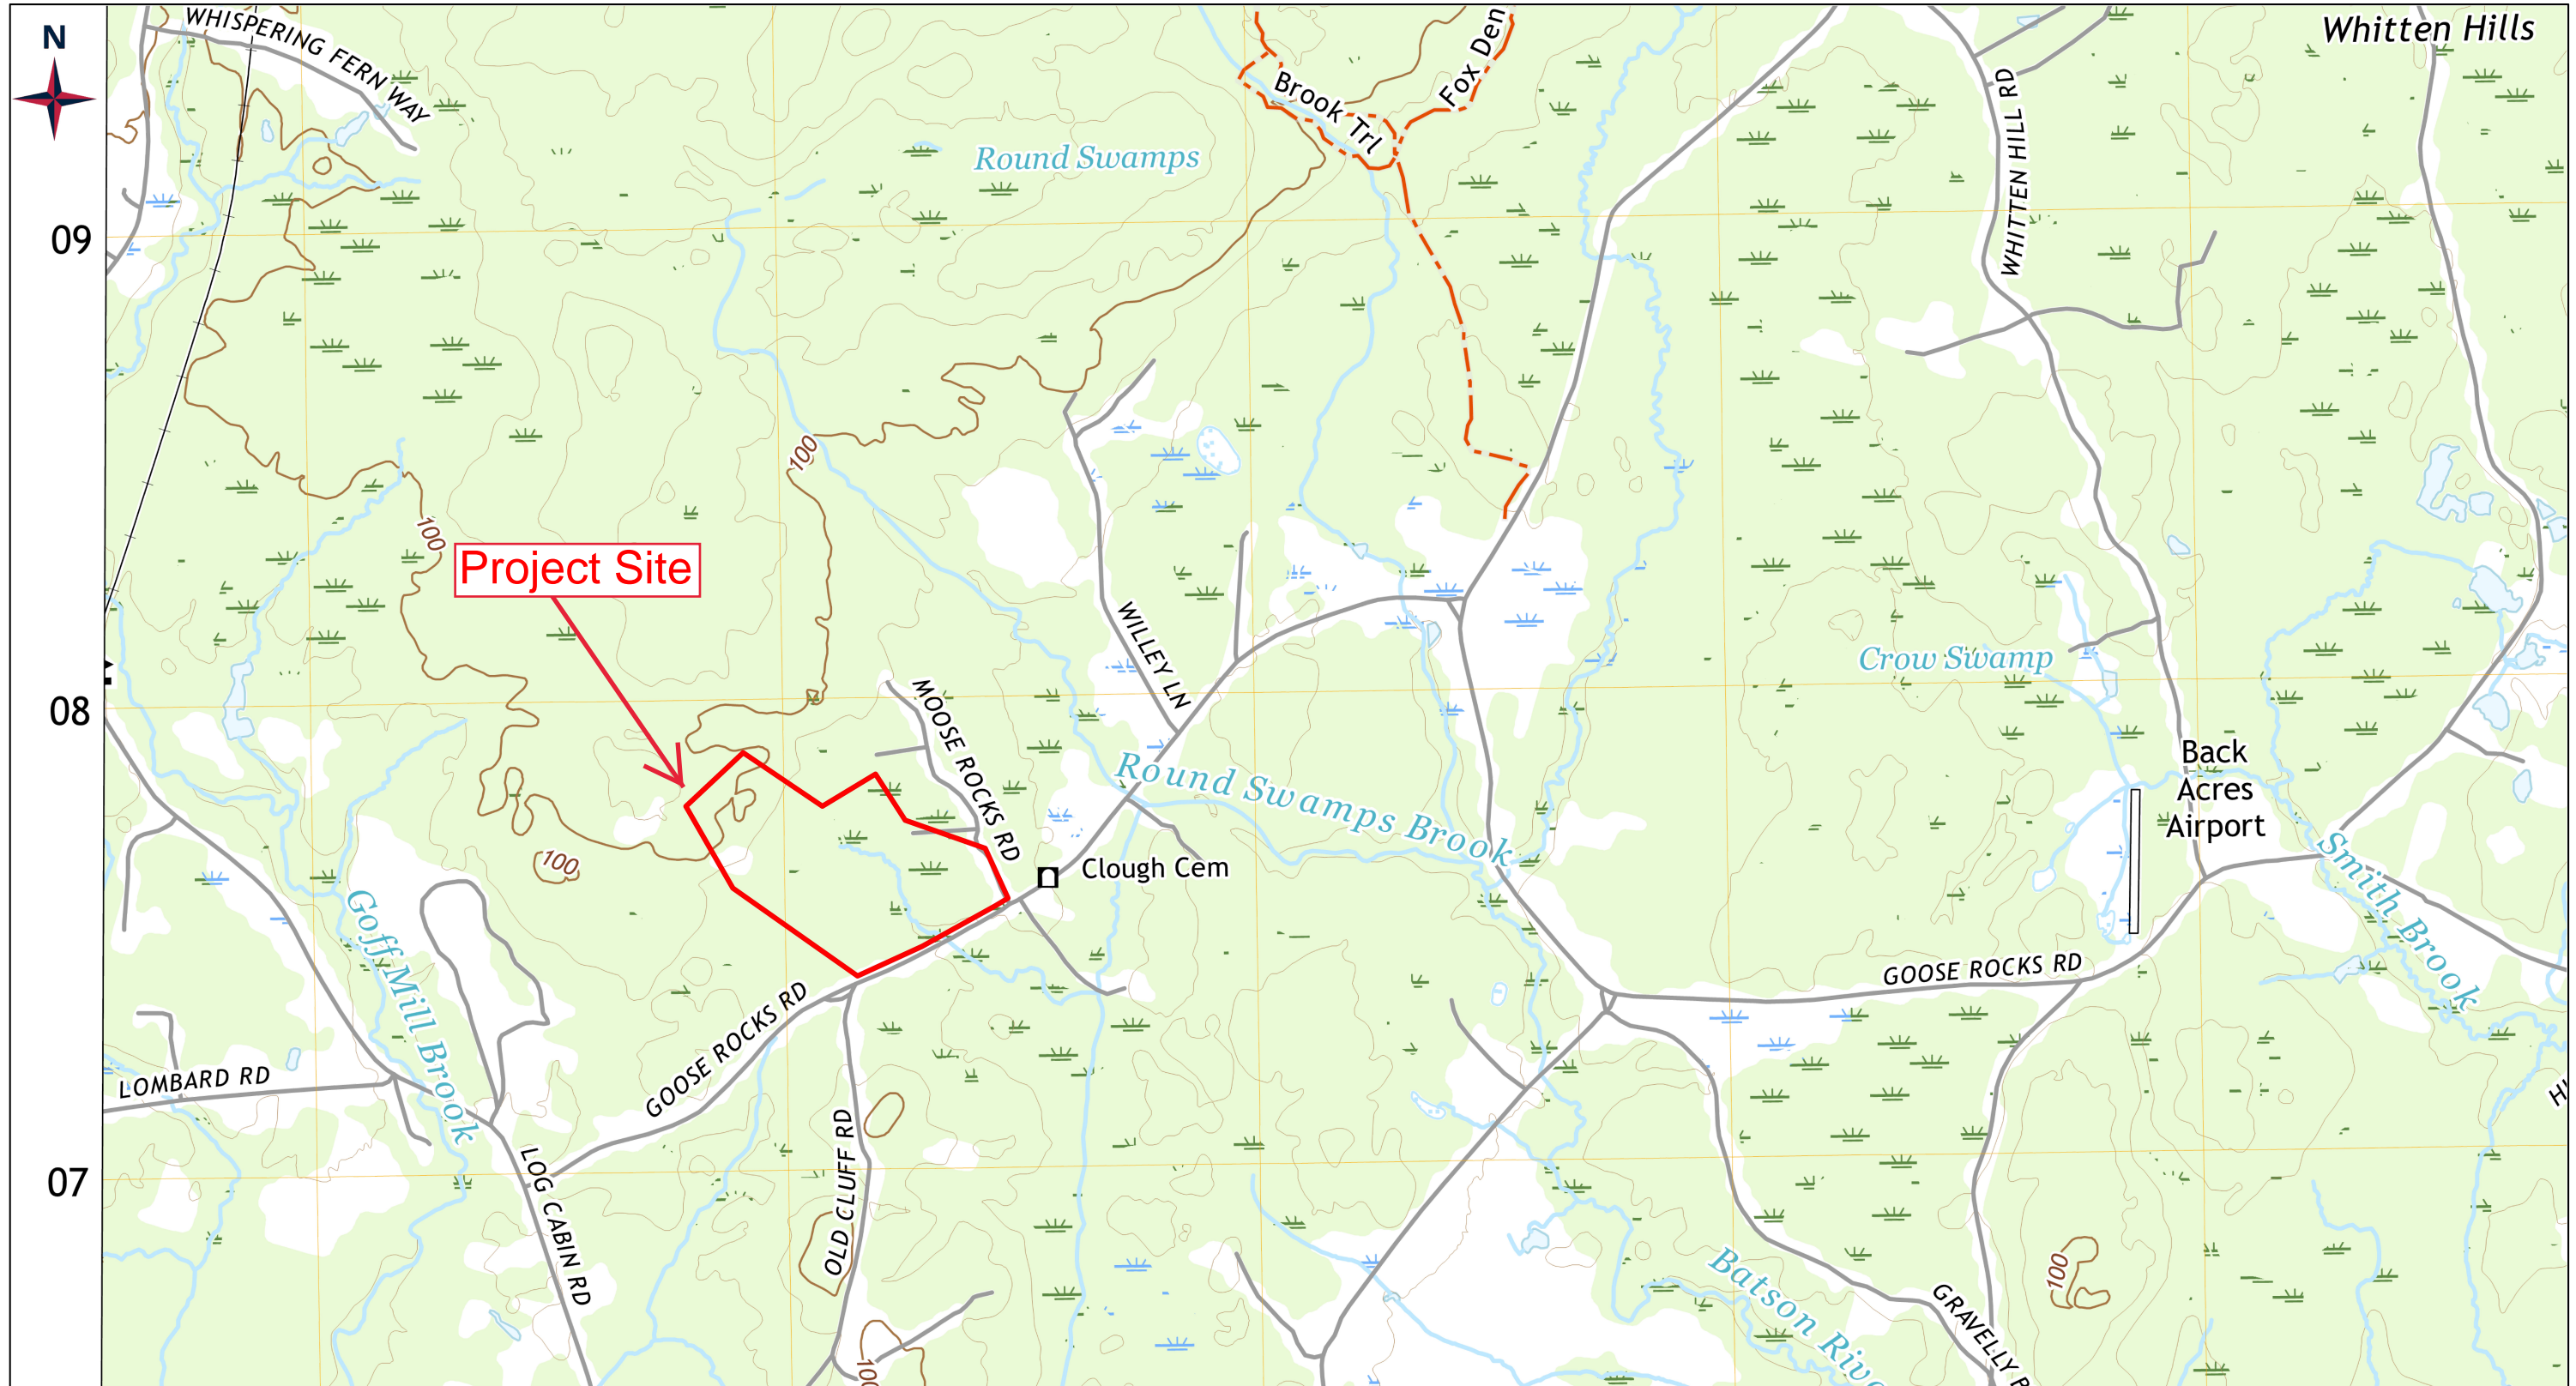 N
WHISPERING FERN WAY
Brook Trl
Fox Den
Whitten Hills
WHITTEN HILL RD
Round Swamps
09
100
100
Project Site
WILLEY LN
Crow Swamp
08
MOOSE ROCKS RD
Back
Acres
Airport
Round Swamps Brook
100
Clough Cem
Smith Brook
Goff Mill Brook
GOOSE ROCKS RD
GOOSE ROCKS RD
LOMBARD RD
OLD CLUFF RD
07
LOG CABIN RD
100
Batson Rive
GRAVELLY R
100
H